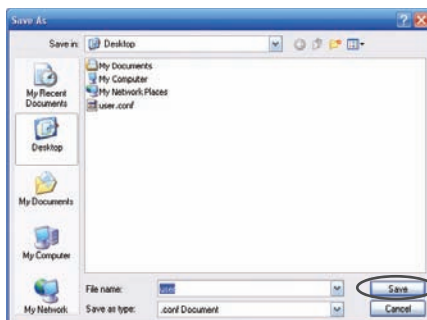 Save As
Save in: Desktop
My Documents
My Computer
My Network Places
user.conf
My Recent
Documents
Desktop
My Documents
My Computer
My Network
File name: user
Save
Save as type: .conf Document
Cancel